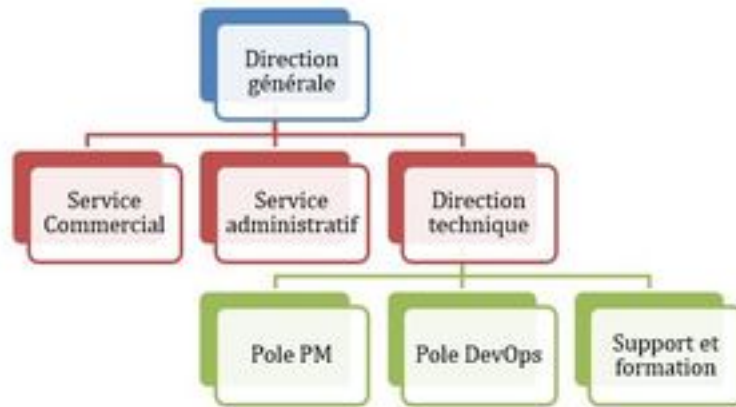 Direction
générale
Service
Commercial
Service
administratif
Direction
technique
Pole PM
Pole DevOps
Support et
formation